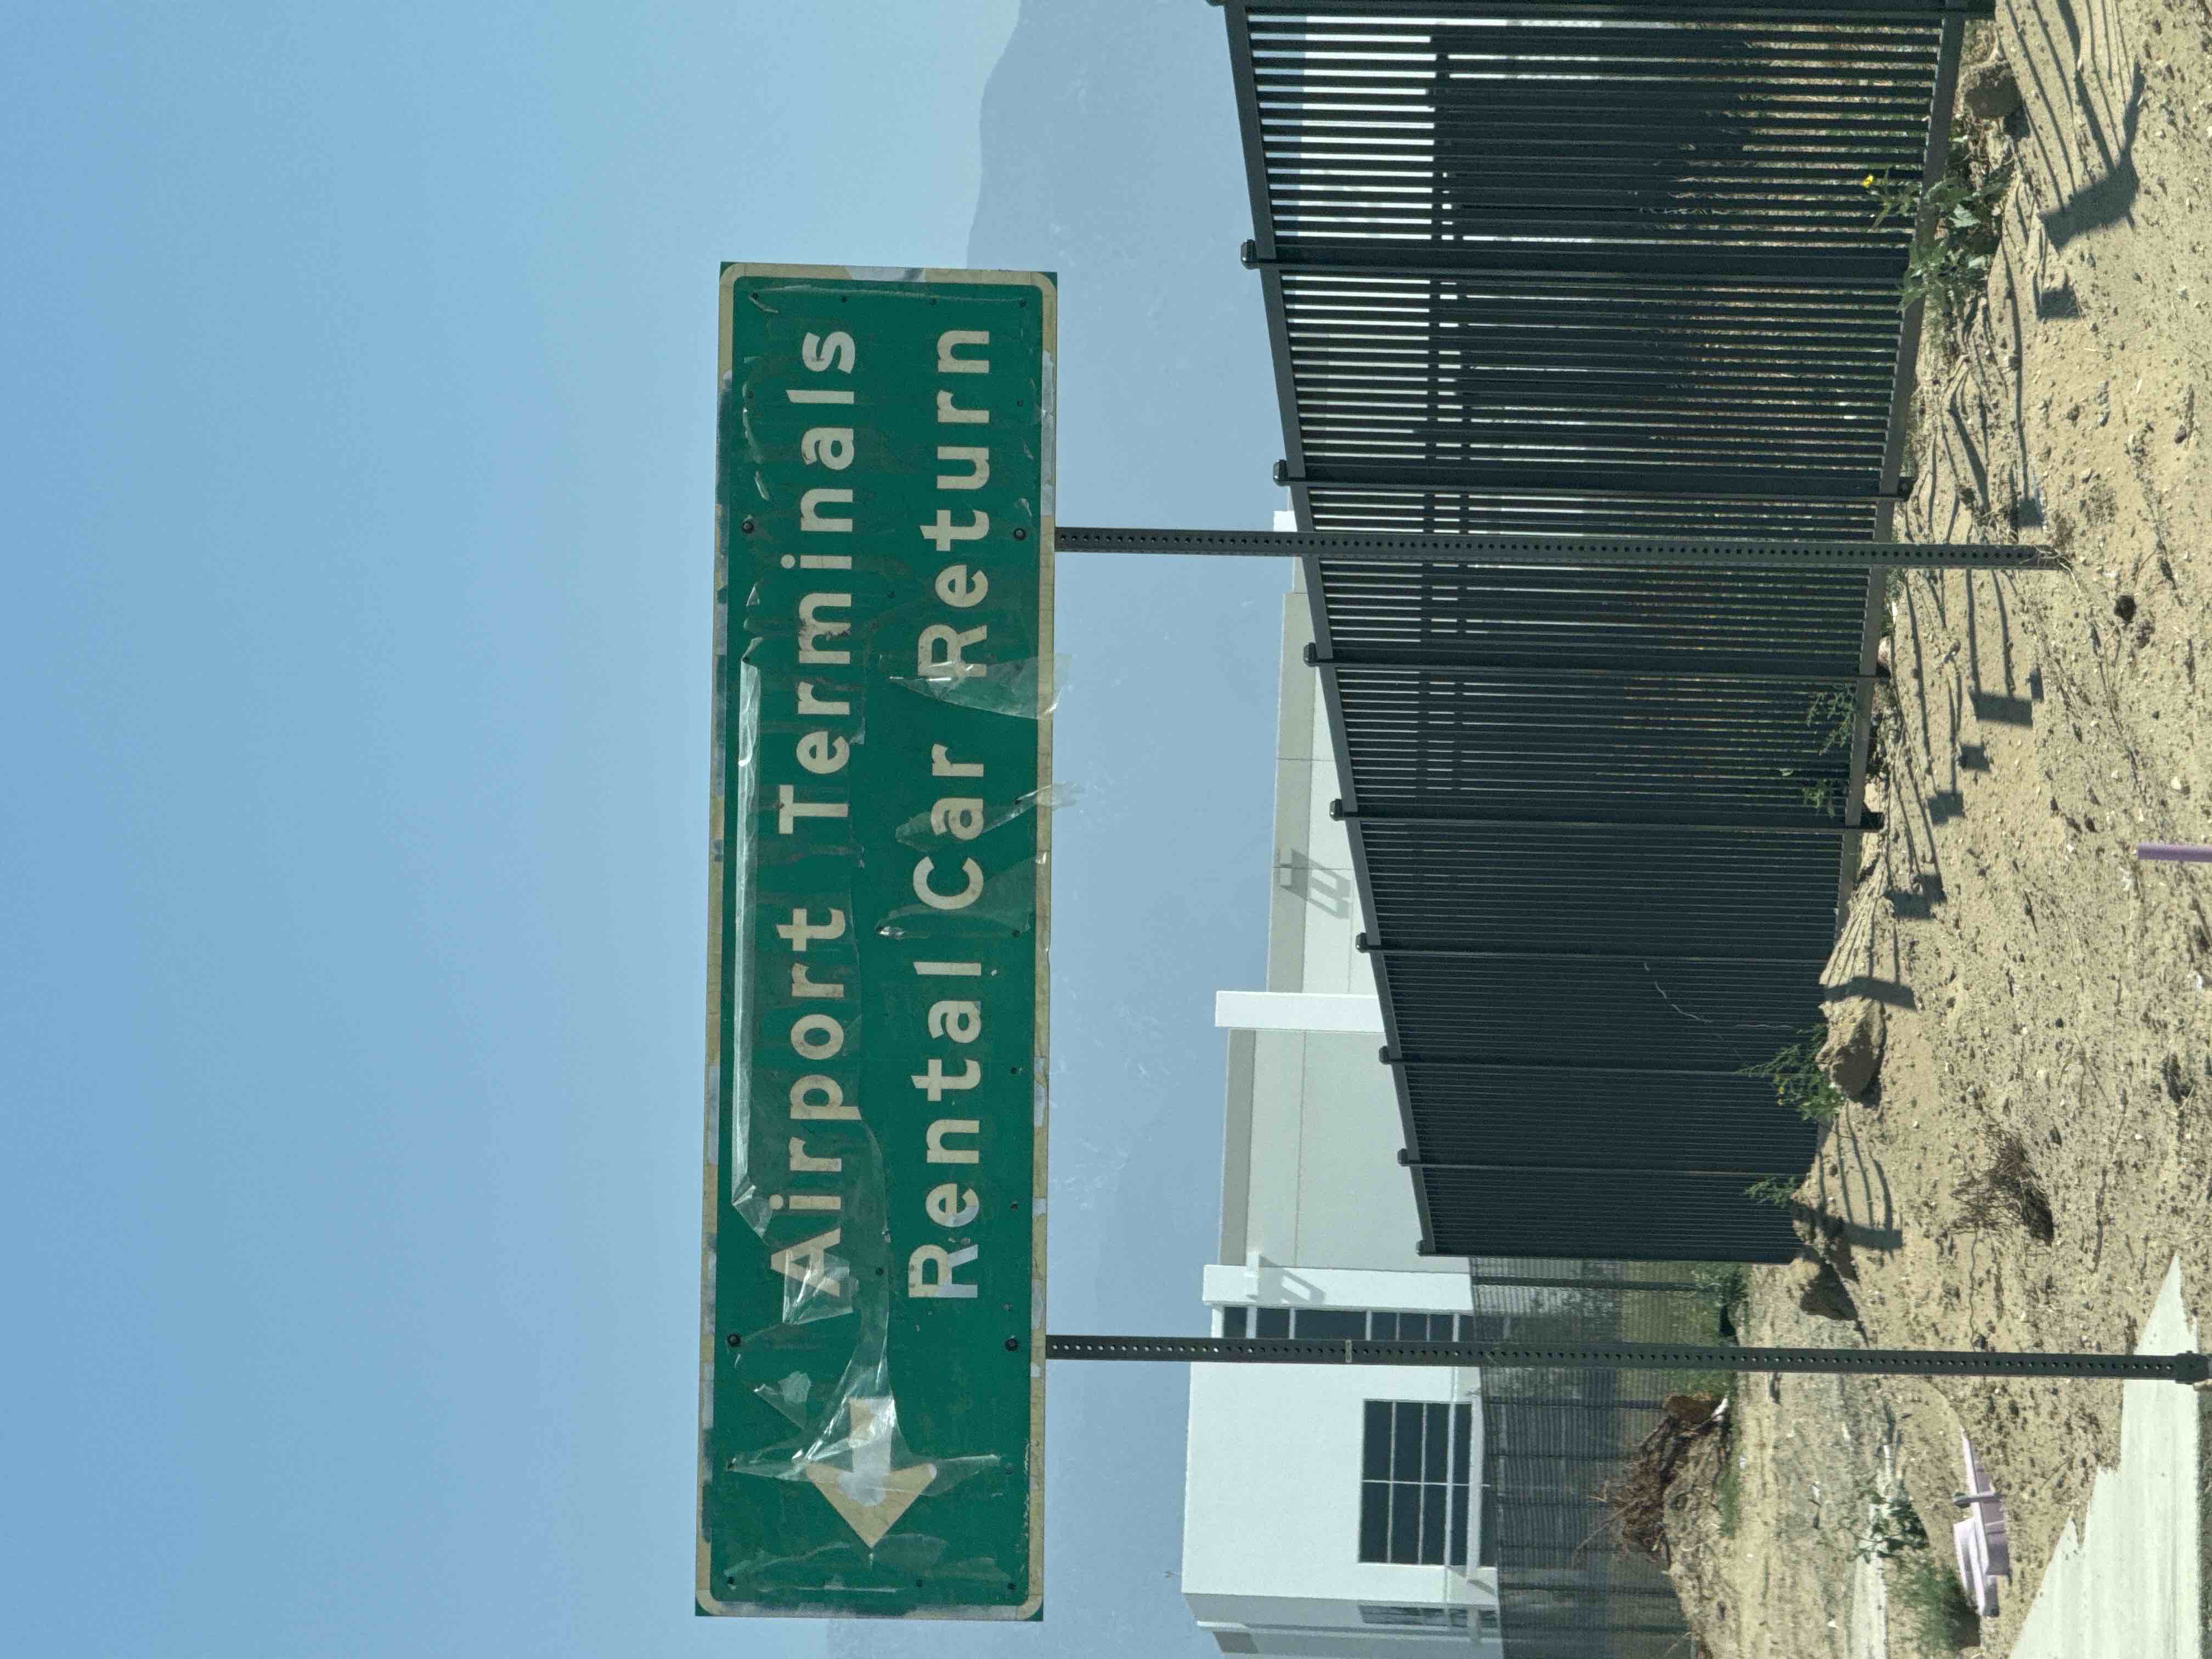 Airport Terminals
Rental Car Return